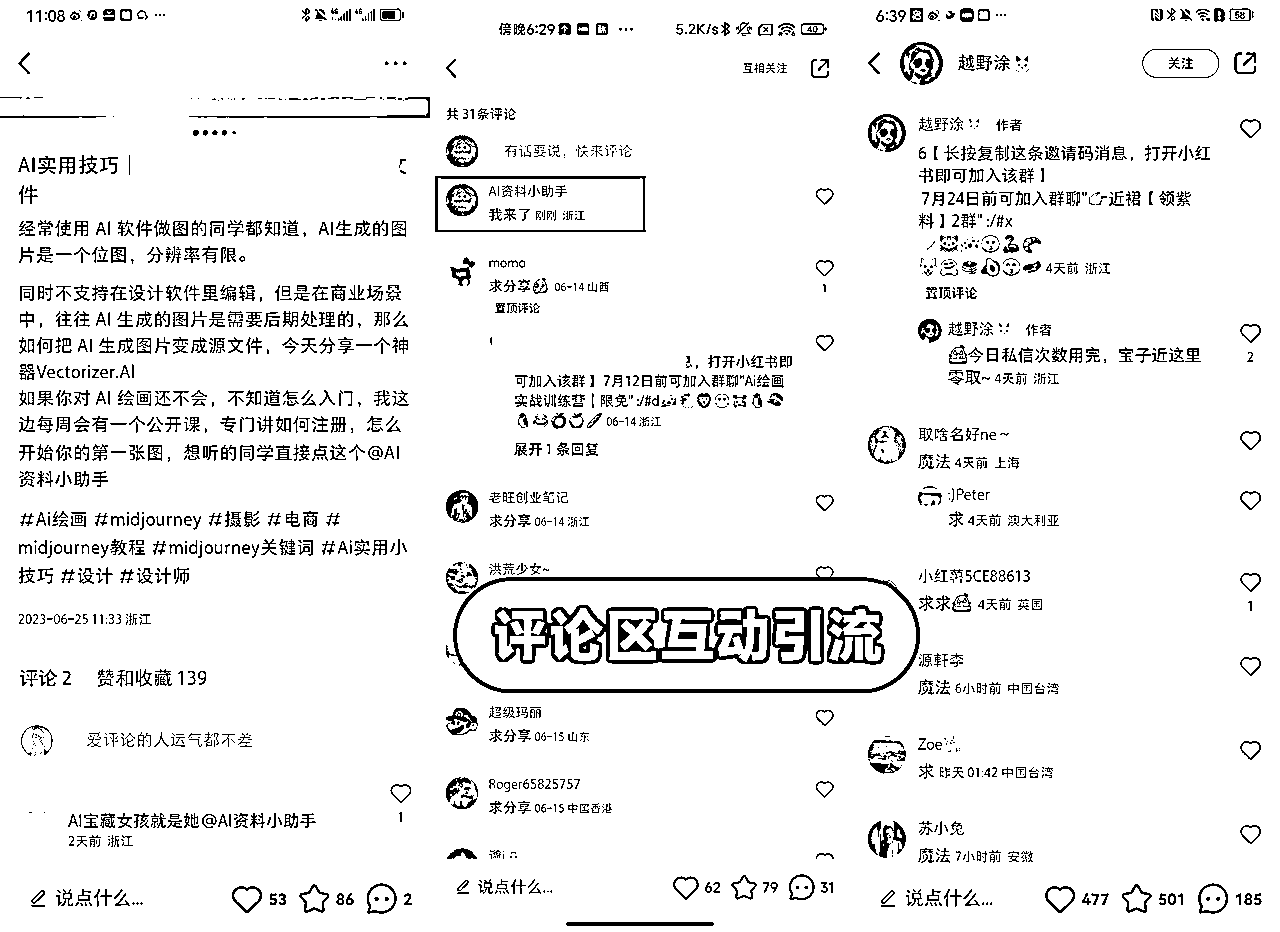 11:08
AI实用技巧｜
件
经常使用 AI 软件做图的同学都知道，AI生成的图
片是一个位图，分辨率有限。
同时不支持在设计软件里编辑，但是在商业场景
中，往往 AI 生成的图片是需要后期处理的，那么
如何把 AI 生成图片变成源文件，今天分享一个神
器Vectorizer.AI
如果你对 AI 绘画还不会，不知道怎么入门，我这
边每周会有一个公开课，专门讲如何注册，怎么
开始你的第一张图，想听的同学直接点这个@AI
资料小助手
#Ai绘画 #midjourney #摄影 #电商 #
midjourney教程 #midjourney关键词 #Ai实用小
技巧 #设计 #设计师
2023-06-25 11:33 浙江
评论 2 赞和收藏 139
爱评论的人运气都不差
AI宝藏女孩就是她@AI资料小助手
1
2天前 浙江
说点什么...
53
86
2
傍晚6:29
5.2K/s
40
互相关注
共 31条评论
有话要说，快来评论
AI资料小助手
我来了 刚刚 浙江
momo
求分享 06-14 山西
1
置顶评论
，打开小红书即
可加入该群】7月12日前可加入群聊"Ai绘画
实战训练营【限免":/#d
06-14 浙江
展开 1 条回复
老旺创业笔记
求分享 06-14 浙江
洪荒少女~
评论区互动引流
超级玛丽
求分享 06-15 山东
Roger65825757
求分享 06-15 中国香港
说点什么...
62
79
31
6:39
58
越野涂
关注
越野涂 作者
6【长按复制这条邀请码消息，打开小红
书即可加入该群】
7月24日前可加入群聊"👉近裙【领紫
料】2群":/#x
4天前 浙江
置顶评论
越野涂 作者
今日私信次数用完，宝子近这里
2
零取~ 4天前 浙江
取啥名好ne～
魔法 4天前 上海
:)Peter
求 4天前 澳大利亚
小红薯5CE88613
求求 4天前 英国
1
源軒李
魔法 6小时前 中国台湾
Zoe
求 昨天 01:42 中国台湾
苏小兔
魔法 7小时前 安徽
说点什么...
477
501
185